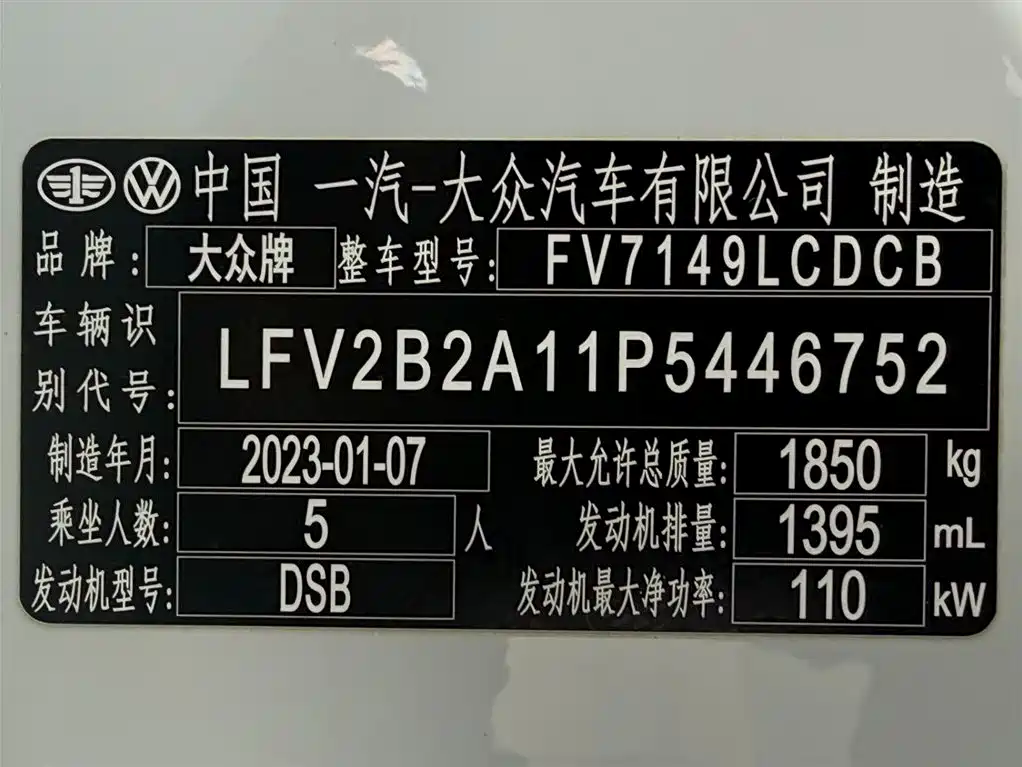 中国 一汽-大众汽车有限公司 制造
品牌: 大众牌 整车型号: FV7149LCDCB
车辆识别代号: LFV2B2A11P5446752
制造年月: 2023-01-07 最大允许总质量: 1850 kg
乘坐人数: 5 人 发动机排量: 1395 mL
发动机型号: DSB 发动机最大净功率: 110 kW